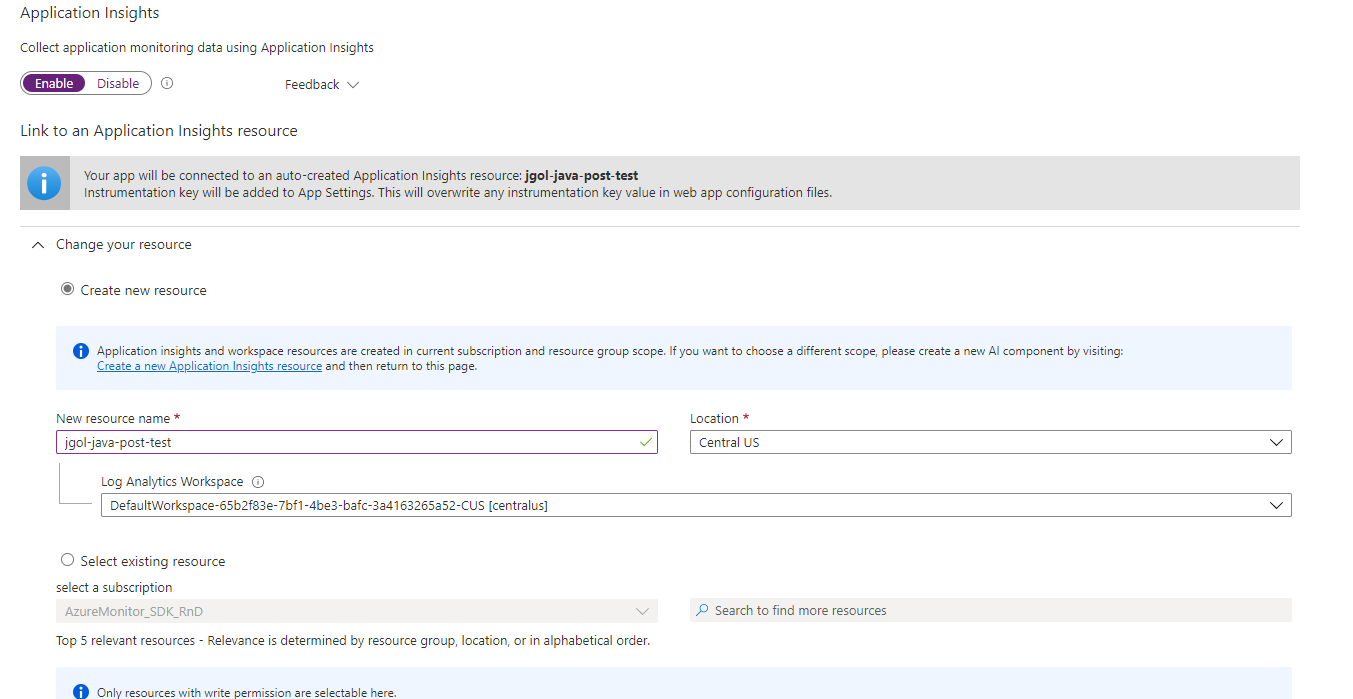 Application Insights
Collect application monitoring data using Application Insights
Enable Disable Feedback
Link to an Application Insights resource
Your app will be connected to an auto-created Application Insights resource: jgol-java-post-test
Instrumentation key will be added to App Settings. This will overwrite any instrumentation key value in web app configuration files.
Change your resource
Create new resource
Application insights and workspace resources are created in current subscription and resource group scope. If you want to choose a different scope, please create a new AI component by visiting:
Create a new Application Insights resource and then return to this page.
New resource name * Location *
jgol-java-post-test Central US
Log Analytics Workspace
DefaultWorkspace-65b2f83e-7bf1-4be3-bafc-3a4163265a52-CUS [centralus]
Select existing resource
select a subscription
AzureMonitor_SDK_RnD Search to find more resources
Top 5 relevant resources - Relevance is determined by resource group, location, or in alphabetical order.
Only resources with write permission are selectable here.